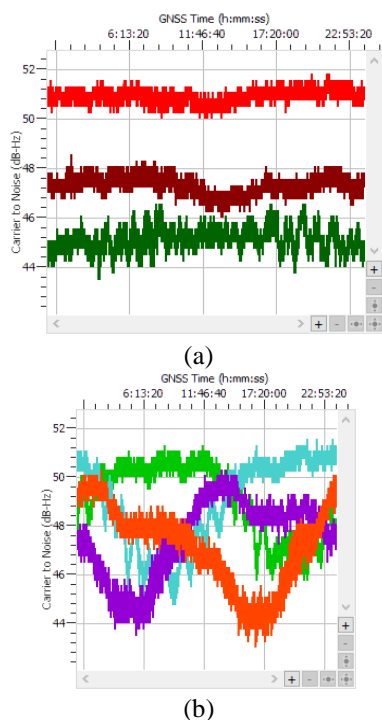 GNSS Time (h:mm:ss)
6:13:20 11:46:40 17:20:00 22:53:20
Carrier to Noise (dB-Hz)
52
50
48
46
44
(a)
GNSS Time (h:mm:ss)
6:13:20 11:46:40 17:20:00 22:53:20
Carrier to Noise (dB-Hz)
52
50
48
46
44
(b)